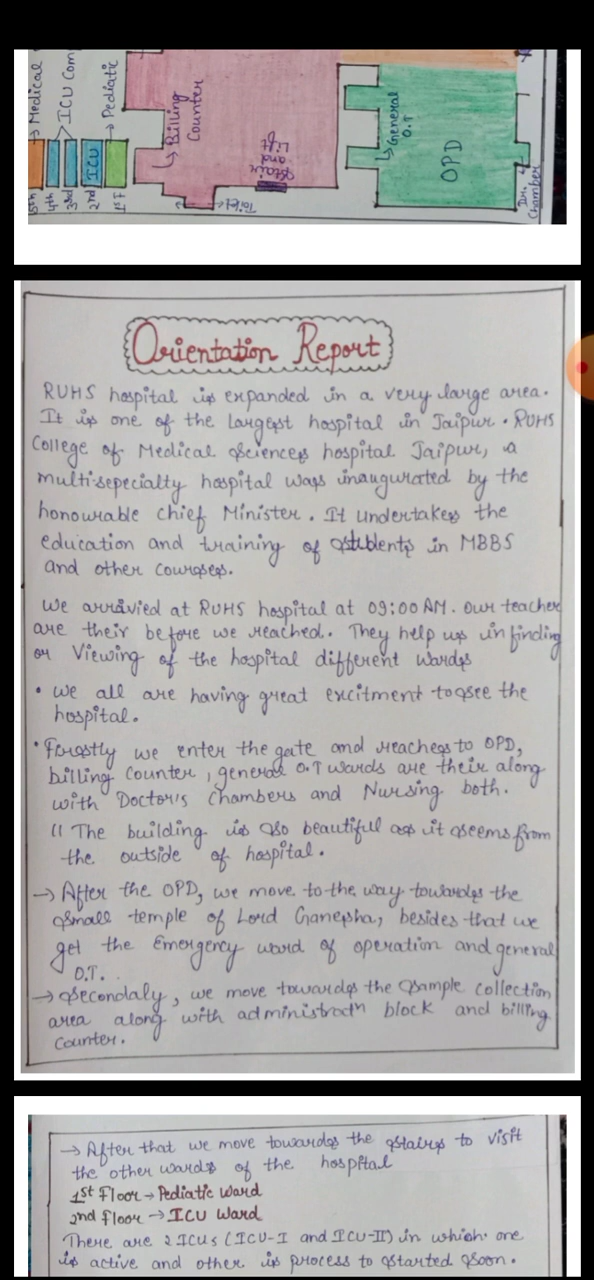 → Medical
ICU Com
→ Pediatic
5th
4th
3rd
2nd
ICU
1st F
Billing
Counter
Stair
and
Lift
Toilet
General
O.T
OPD
Dr.
Chamber
Orientation Report
RUHS hospital is expanded in a very large area.
It is one of the largest hospital in Jaipur. RUHS
College of Medical Sciences hospital Jaipur, a
multi-sepecialty hospital was inaugurated by the
honourable Chief Minister. It undertakes the
education and training of students in MBBS
and other courses.
We arravied at RUHS hospital at 09:00 AM. Our teacher
are their before we reached. They help us in finding
or Viewing of the hospital different wards
• We all are having great excitment to see the
hospital.
• Firestly we enter the gate and reaches to OPD,
billing Counter, general O.T wards are their along
with Doctor's Chambers and Nursing both.
" The building is so beautiful as it seems from
the outside of hospital.
→ After the OPD, we move to the way towards the
small temple of Lord Ganesha, besides that we
get the Emergency ward of operation and general
O.T..
→ Secondaly, we move towards the sample collection
area along with administradn block and billing
Counter.
→ After that we move towards the stairs to visit
the other wards of the hospital
1st Floor → Pediatic Ward
2nd Floor → ICU Ward
There are 2 ICUs (ICU-I and ICU-II) in which one
is active and other is process to started soon.